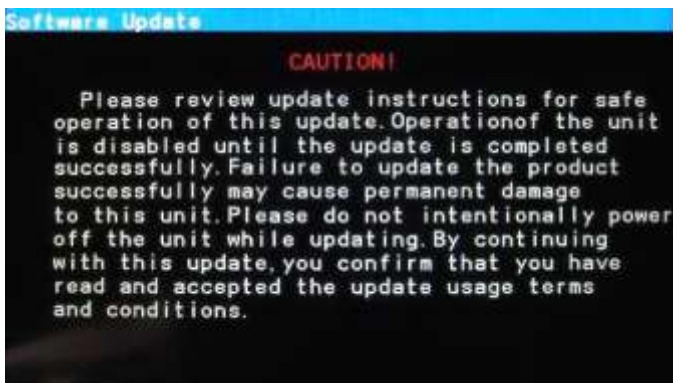 Software Update
CAUTION!
Please review update instructions for safe
operation of this update.Operationof the unit
is disabled until the update is completed
successfully.Failure to update the product
successfully may cause permanent damage
to this unit.Please do not intentionally power
off the unit while updating.By continuing
with this update,you confirm that you have
read and accepted the update usage terms
and conditions.